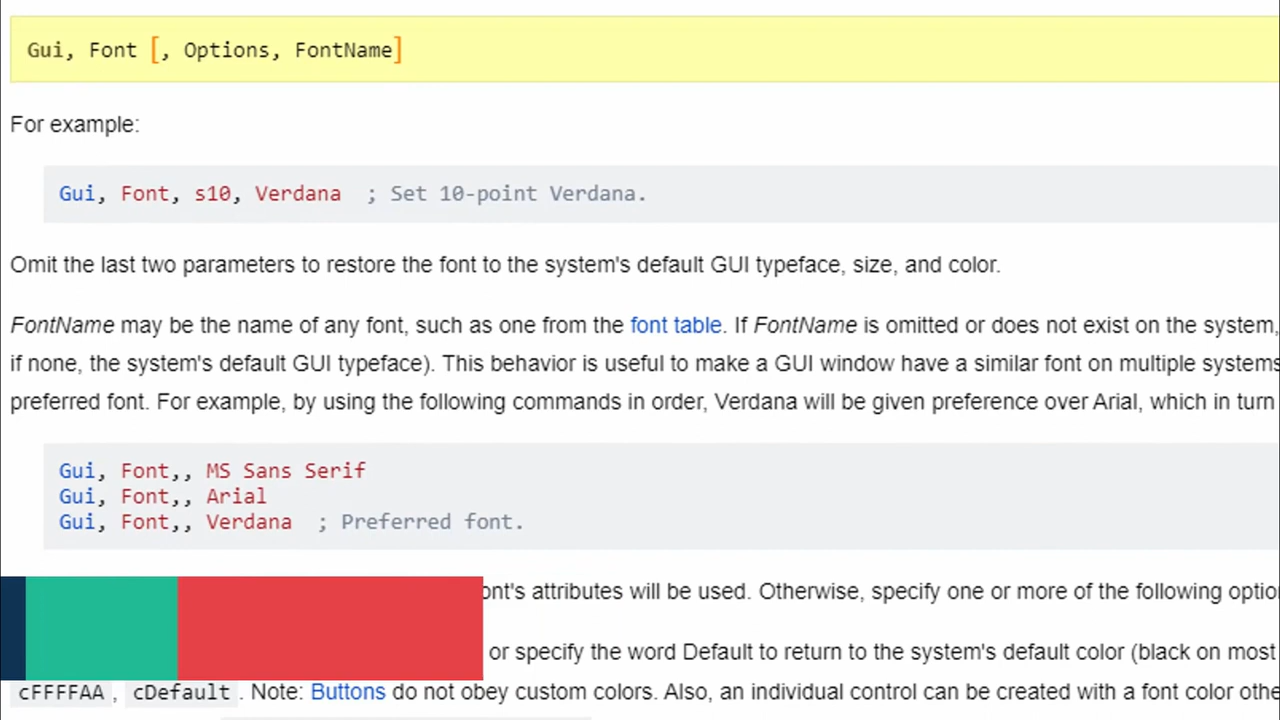 Gui, Font [, Options, FontName]
For example:
Gui, Font, s10, Verdana ; Set 10-point Verdana.
Omit the last two parameters to restore the font to the system's default GUI typeface, size, and color.
FontName may be the name of any font, such as one from the font table. If FontName is omitted or does not exist on the system,
if none, the system's default GUI typeface). This behavior is useful to make a GUI window have a similar font on multiple systems
preferred font. For example, by using the following commands in order, Verdana will be given preference over Arial, which in turn
Gui, Font,, MS Sans Serif
Gui, Font,, Arial
Gui, Font,, Verdana ; Preferred font.
attributes will be used. Otherwise, specify one or more of the following
or specify the word Default to return to the system's default color (black on most
cFFFFAA , cDefault . Note: Buttons do not obey custom colors. Also, an individual control can be created with a font color